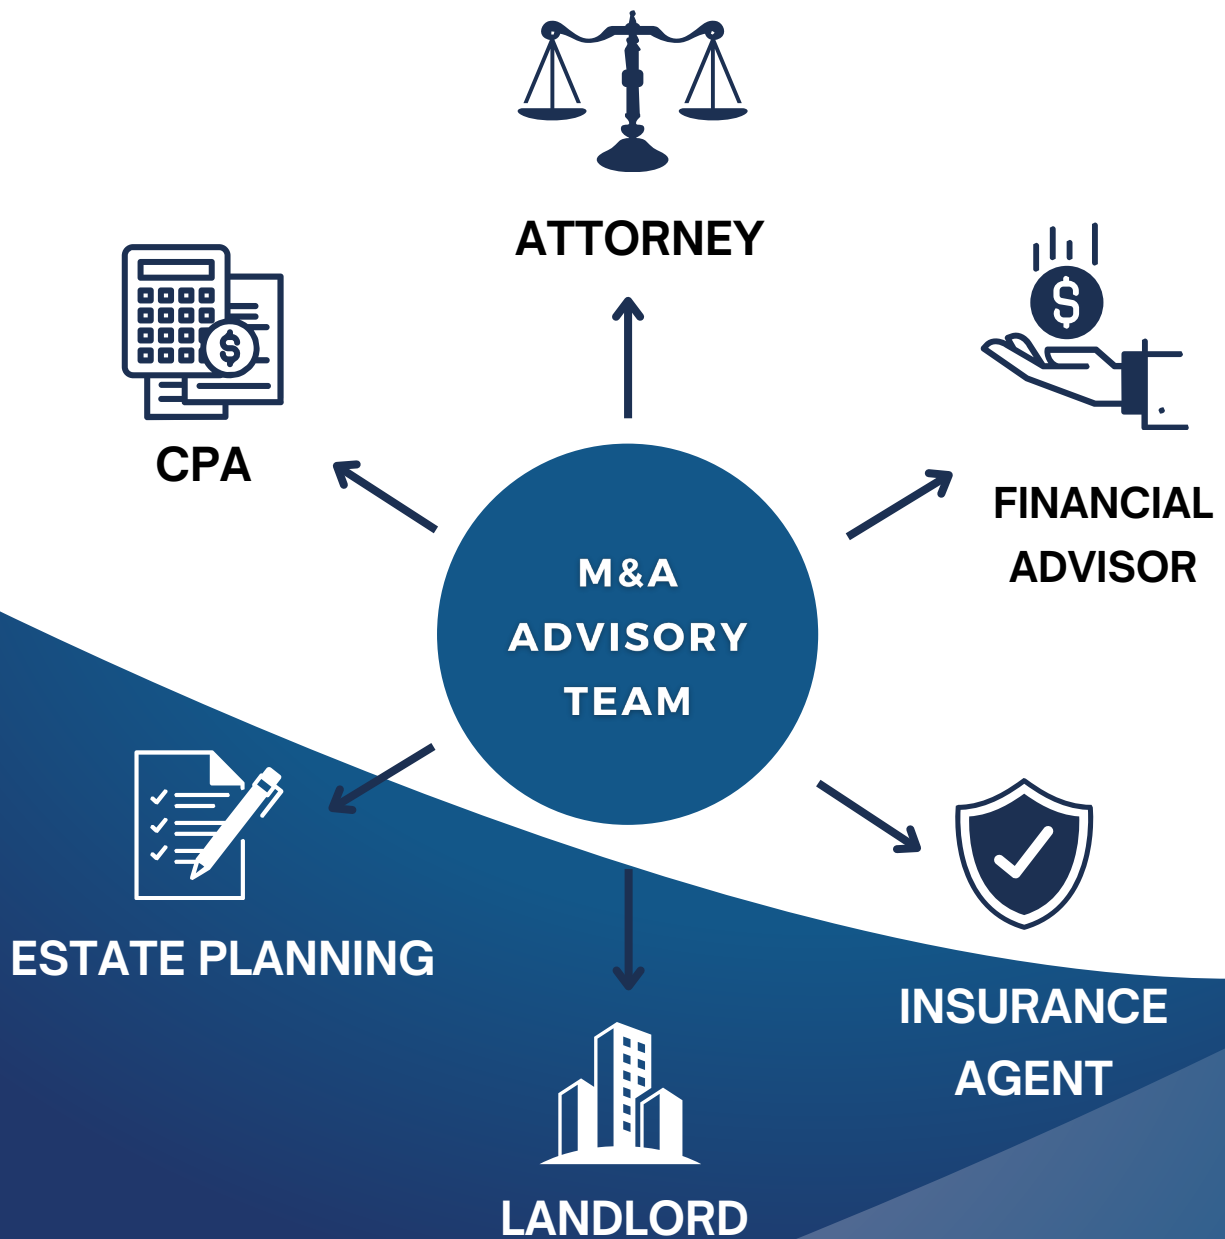 ATTORNEY
CPA
FINANCIAL
ADVISOR
M&A
ADVISORY
TEAM
ESTATE PLANNING
INSURANCE
AGENT
LANDLORD